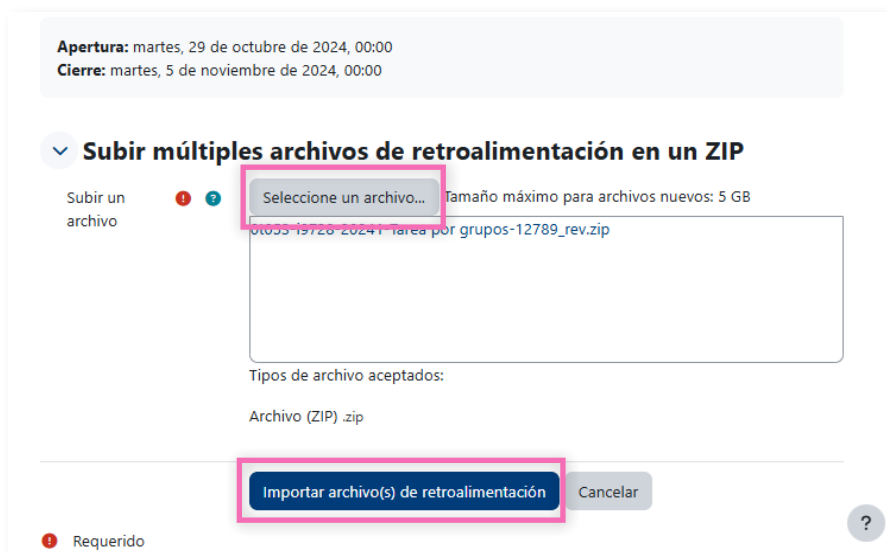 Apertura: martes, 29 de octubre de 2024, 00:00
Cierre: martes, 5 de noviembre de 2024, 00:00
Subir múltiples archivos de retroalimentación en un ZIP
Subir un archivo
! ? Seleccione un archivo... Tamaño máximo para archivos nuevos: 5 GB
Tarea por grupos-12789_rev.zip
Tipos de archivo aceptados:
Archivo (ZIP) .zip
Importar archivo(s) de retroalimentación Cancelar
?
! Requerido